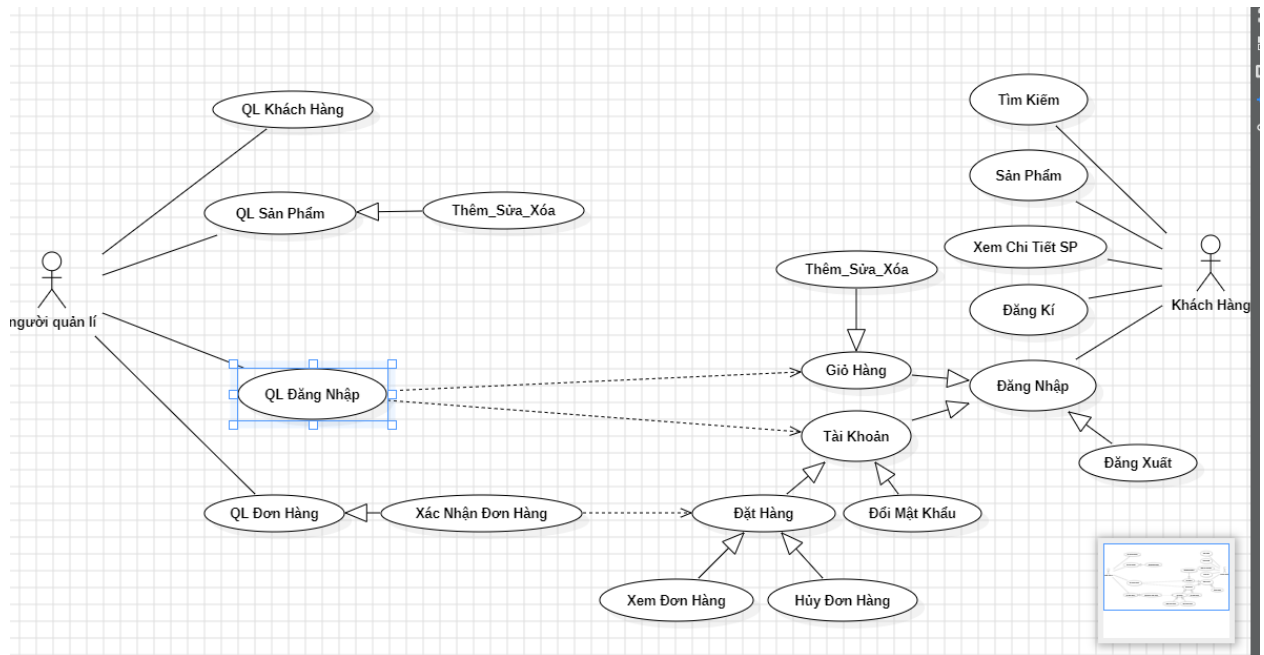 QL Khách Hàng
Tìm Kiếm
Sản Phẩm
QL Sản Phẩm
Thêm_Sửa_Xóa
Xem Chi Tiết SP
Thêm_Sửa_Xóa
Khách Hàng
Đăng Kí
người quản lí
Giỏ Hàng
Đăng Nhập
QL Đăng Nhập
Tài Khoản
Đăng Xuất
QL Đơn Hàng
Xác Nhận Đơn Hàng
Đặt Hàng
Đổi Mật Khẩu
Xem Đơn Hàng
Hủy Đơn Hàng